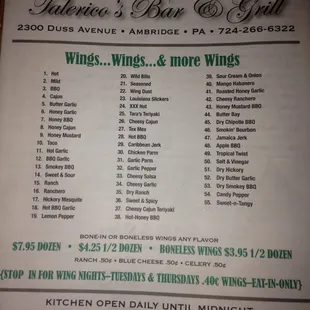 Talerico's Bar & Grill
2300 Duss Avenue • Ambridge • PA • 724-266-6322
Wings...Wings...& more Wings
1. Hot
2. Mild
3. BBQ
4. Cajun
5. Butter Garlic
6. Honey Garlic
7. Honey BBQ
8. Honey Cajun
9. Honey Mustard
10. Taco
11. Hot Garlic
12. BBQ Garlic
13. Smokey BBQ
14. Sweet & Sour
15. Ranch
16. Ranchero
17. Hickory Mesquite
18. Hot/BBQ
19. Lemon Pepper
20. Wild Bills
21. Seasoned
22. Wing Dust
23. Louisiana Slickers
24. XXX Hot
25. Tara's Teriyaki
26. Cheesy Cajun
27. Tex Mex
28. Hot BBQ
29. Caribbean Jerk
30. Chicken Parm
31. Garlic Parm
32. Garlic Pepper
33. Cheesy Salsa
34. Cheesy Garlic
35. Dry Ranch
36. Sweet & Spicy
37. Cheesy Cajun Teriyaki
38. Hot-Honey BBQ
39. Sour Cream & Onion
40. Mango Habanero
41. Roasted Honey Garlic
42. Cheesy Ranchero
43. Honey Mustard BBQ
44. Butter Bay
45. Dry Chipotle BBQ
46. Smokin' Bourbon
47. Jamaica Jerk
48. Apple BBQ
49. Tropical Twist
50. Salt & Vinegar
51. Dry Hickory
52. Dry Butter Garlic
53. Dry Smokey BBQ
54. Candy Pepper
55. Sweet-n-Tangy
BONE-IN OR BONELESS WINGS ANY FLAVOR
$7.95 DOZEN • $4.25 1/2 DOZEN • BONELESS WINGS $3.95 1/2 DOZEN
RANCH .50¢ • BLUE CHEESE .50¢ • CELERY .50¢
{STOP IN FOR WING NIGHTS–TUESDAYS & THURSDAYS .40¢ WINGS–EAT-IN-ONLY}
KITCHEN OPEN DAILY UNTIL MIDNIGHT